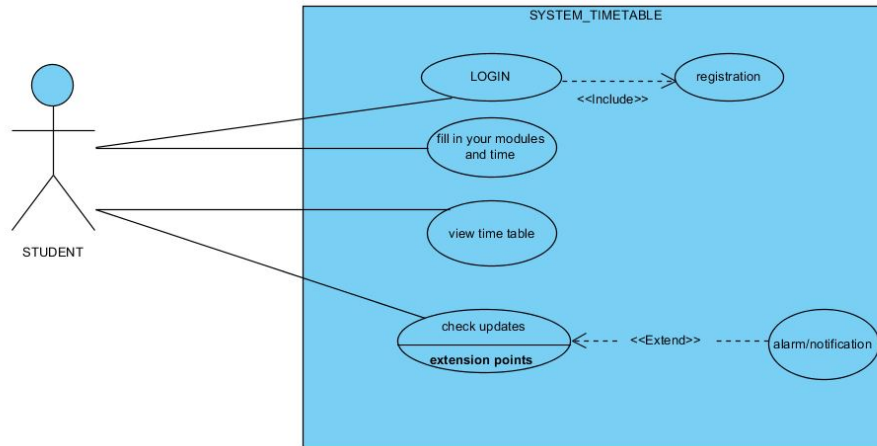 SYSTEM_TIMETABLE
LOGIN
registration
<<Include>>
fill in your modules
and time
view time table
STUDENT
check updates
<<Extend>>
alarm/notification
extension points